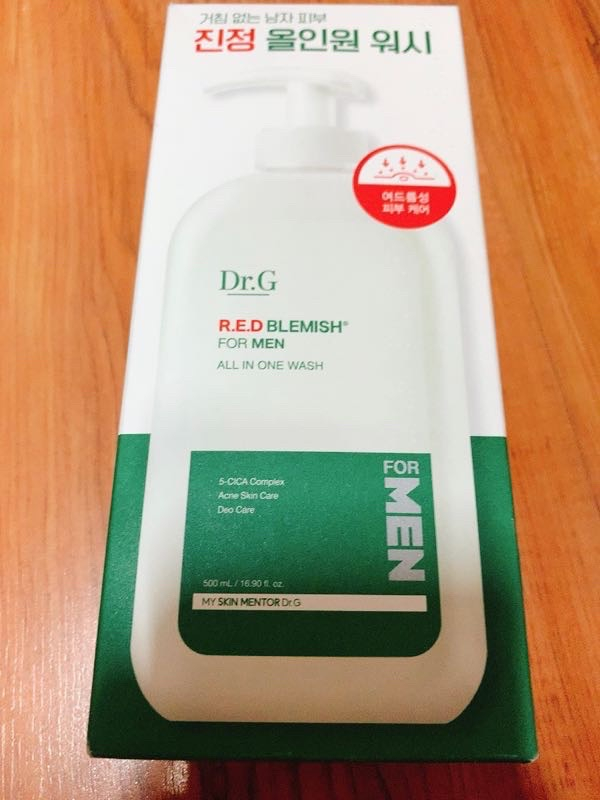 거침 없는 남자 피부
진정 올인원 워시
여드름성
피부 케어
Dr.G
R.E.D BLEMISH®
FOR MEN
ALL IN ONE WASH
FOR MEN
5-CICA Complex
Acne Skin Care
Deo Care
500 mL / 16.90 fl. oz.
MY SKIN MENTOR Dr.G